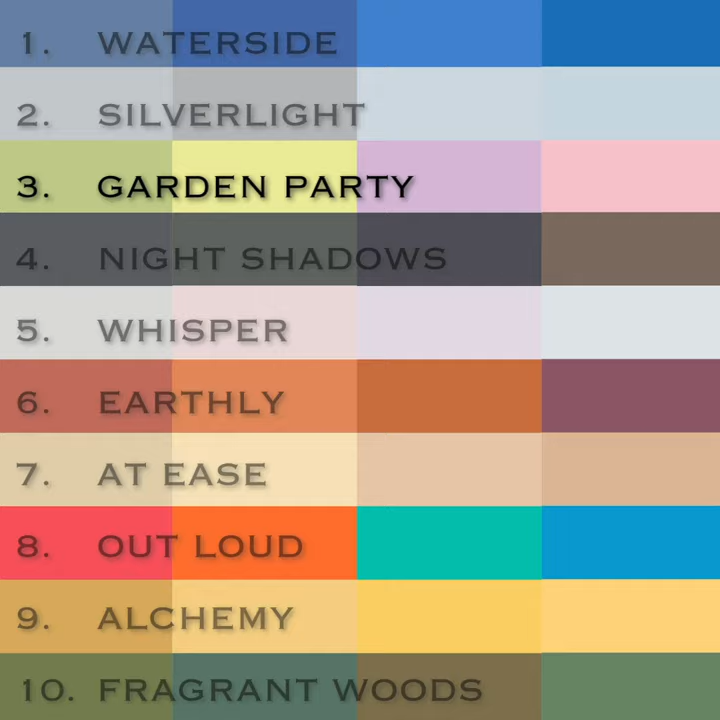 1. WATERSIDE
2. SILVERLIGHT
3. GARDEN PARTY
4. NIGHT SHADOWS
5. WHISPER
6. EARTHLY
7. AT EASE
8. OUT LOUD
9. ALCHEMY
10. FRAGRANT WOODS